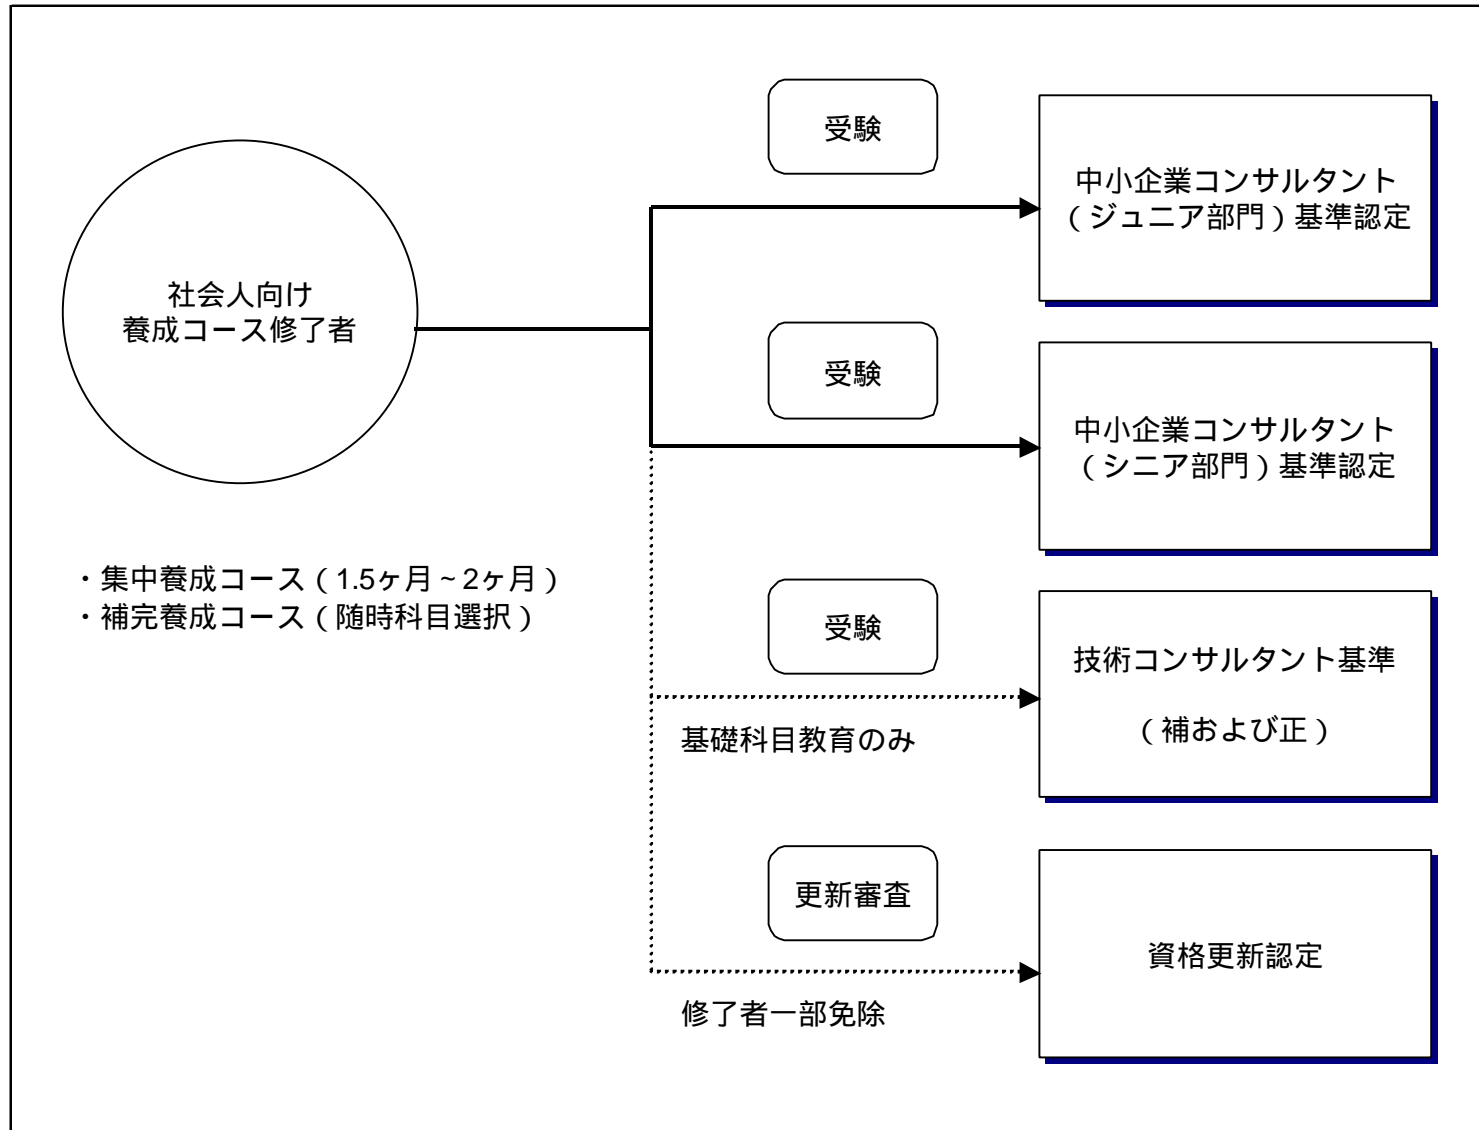 受験
中小企業コンサルタント
（ジュニア部門）基準認定
社会人向け
養成コース修了者
受験
中小企業コンサルタント
（シニア部門）基準認定
・集中養成コース（1.5ヶ月～2ヶ月）
・補完養成コース（随時科目選択）
受験
技術コンサルタント基準
（補および正）
基礎科目教育のみ
更新審査
資格更新認定
修了者一部免除